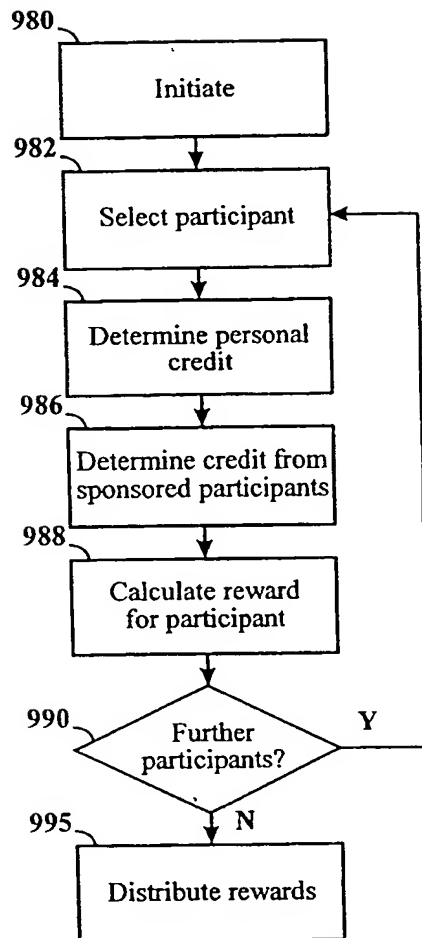 980
Initiate
982
Select participant
984
Determine personal
credit
986
Determine credit from
sponsored participants
988
Calculate reward
for participant
990
Further
participants?
Y
N
995
Distribute rewards